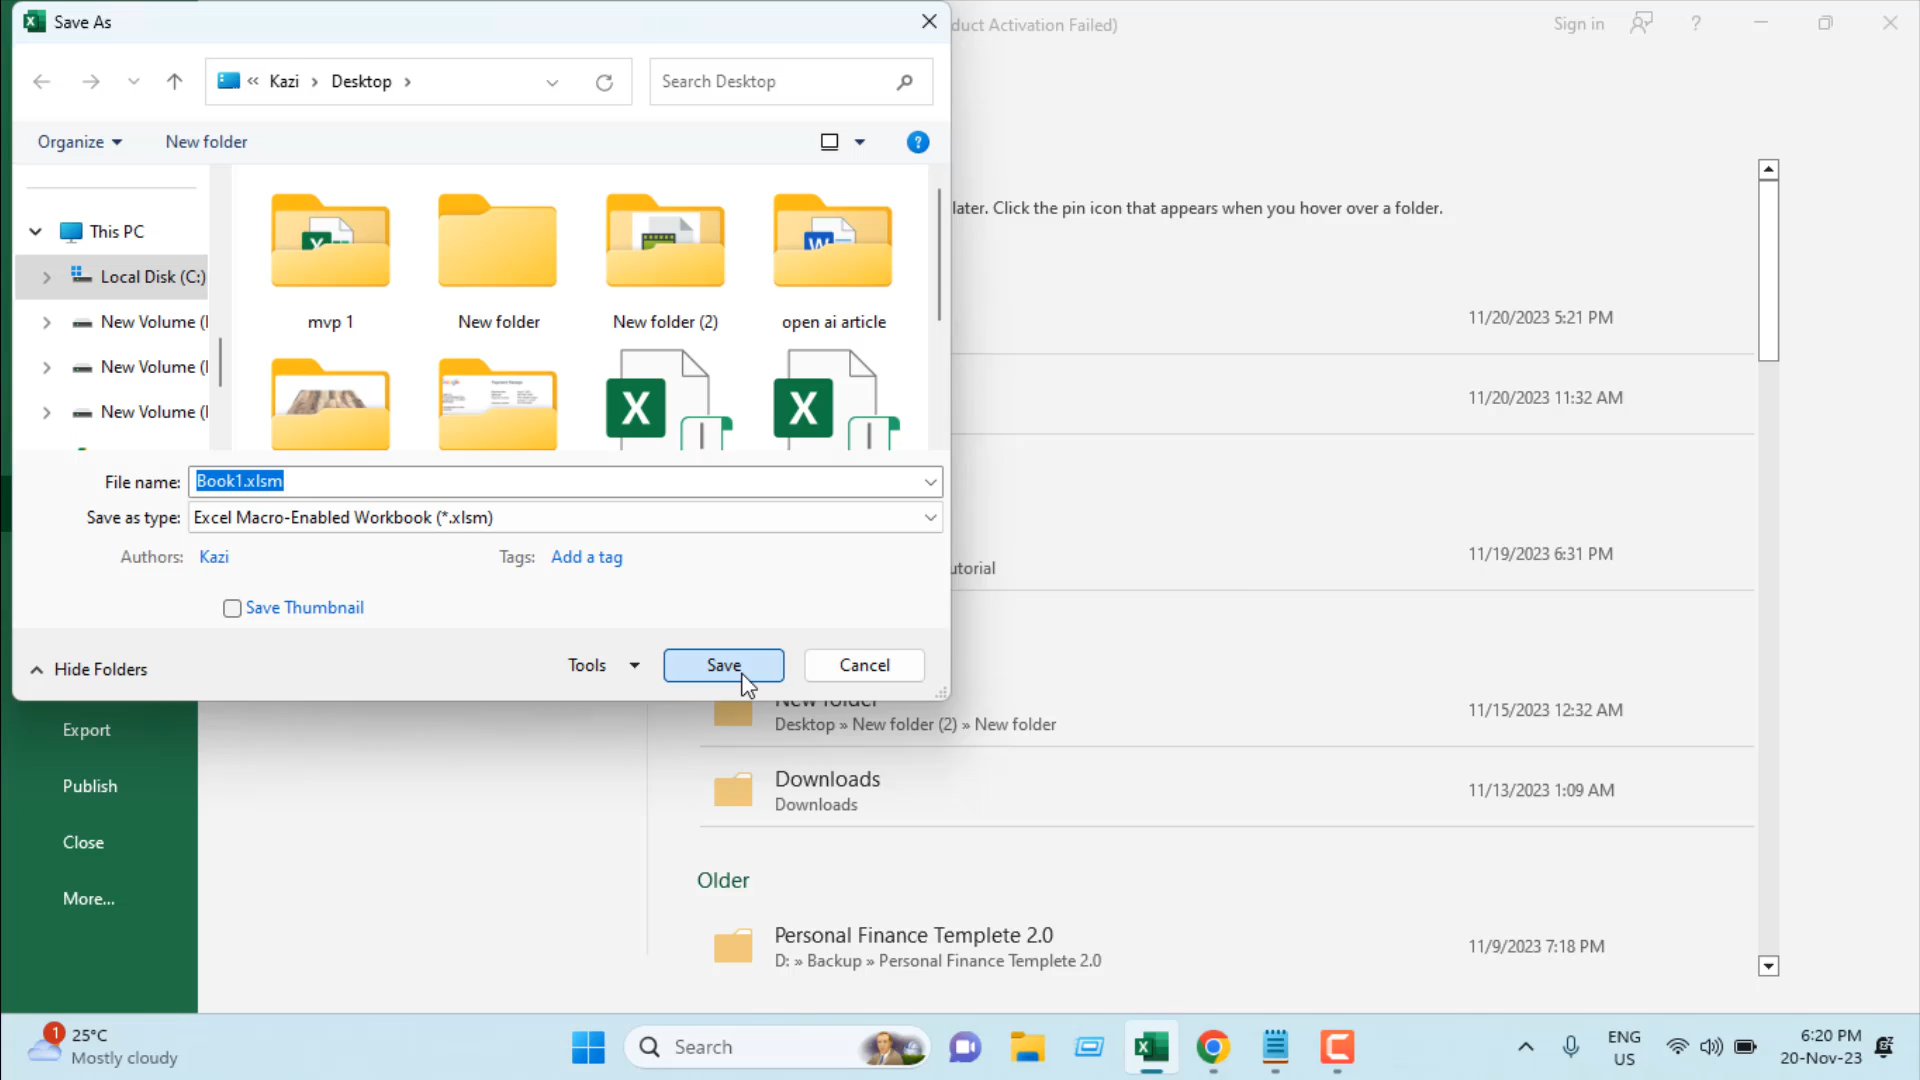 Save As
duct Activation Failed)
Sign in
?
« Kazi › Desktop ›
Search Desktop
Organize
New folder
?
This PC
Local Disk (C:)
New Volume (
New Volume (
New Volume (
mvp 1
New folder
New folder (2)
open ai article
later. Click the pin icon that appears when you hover over a folder.
11/20/2023 5:21 PM
11/20/2023 11:32 AM
File name: Book1.xlsm
Save as type: Excel Macro-Enabled Workbook (*.xlsm)
Authors: Kazi
Tags: Add a tag
Save Thumbnail
utorial
11/19/2023 6:31 PM
Hide Folders
Tools
Save
Cancel
New folder
Desktop » New folder (2) » New folder
11/15/2023 12:32 AM
Export
Publish
Close
More...
Downloads
Downloads
11/13/2023 1:09 AM
Older
Personal Finance Templete 2.0
D: » Backup » Personal Finance Templete 2.0
11/9/2023 7:18 PM
1
25°C
Mostly cloudy
Search
ENG
US
6:20 PM
20-Nov-23